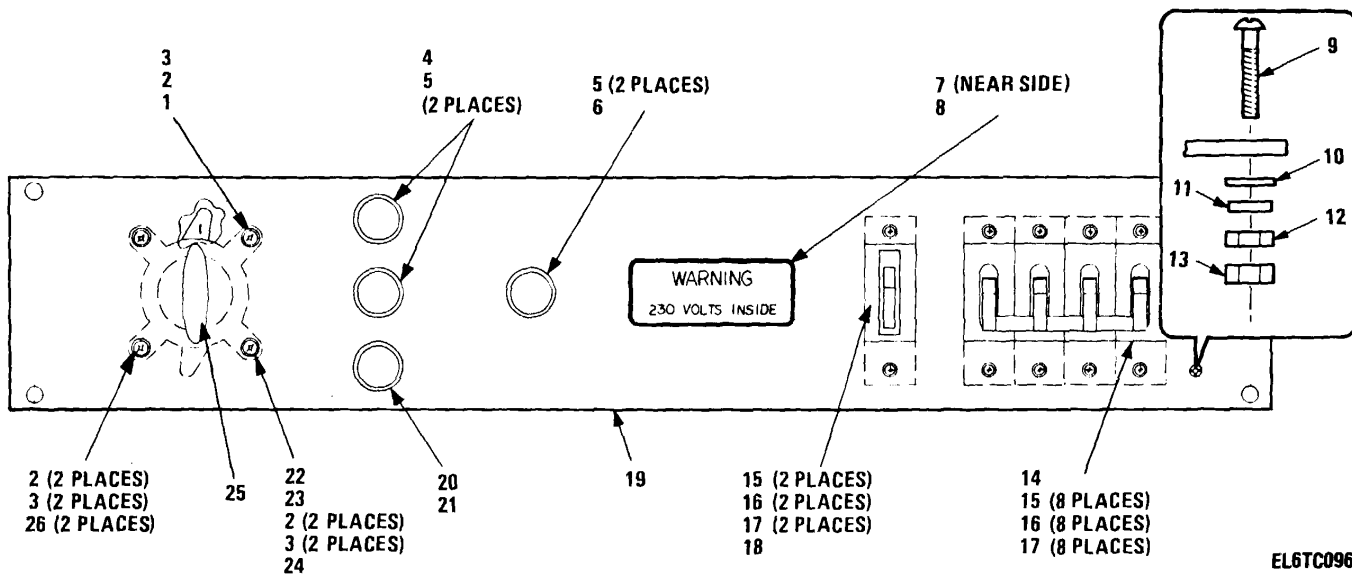 3
2
1
4
5
(2 PLACES)
5 (2 PLACES)
6
7 (NEAR SIDE)
8
9
10
11
12
13
WARNING
230 VOLTS INSIDE
2 (2 PLACES)
3 (2 PLACES)
26 (2 PLACES)
25
22
23
2 (2 PLACES)
3 (2 PLACES)
24
20
21
19
15 (2 PLACES)
16 (2 PLACES)
17 (2 PLACES)
18
14
15 (8 PLACES)
16 (8 PLACES)
17 (8 PLACES)
EL6TC096